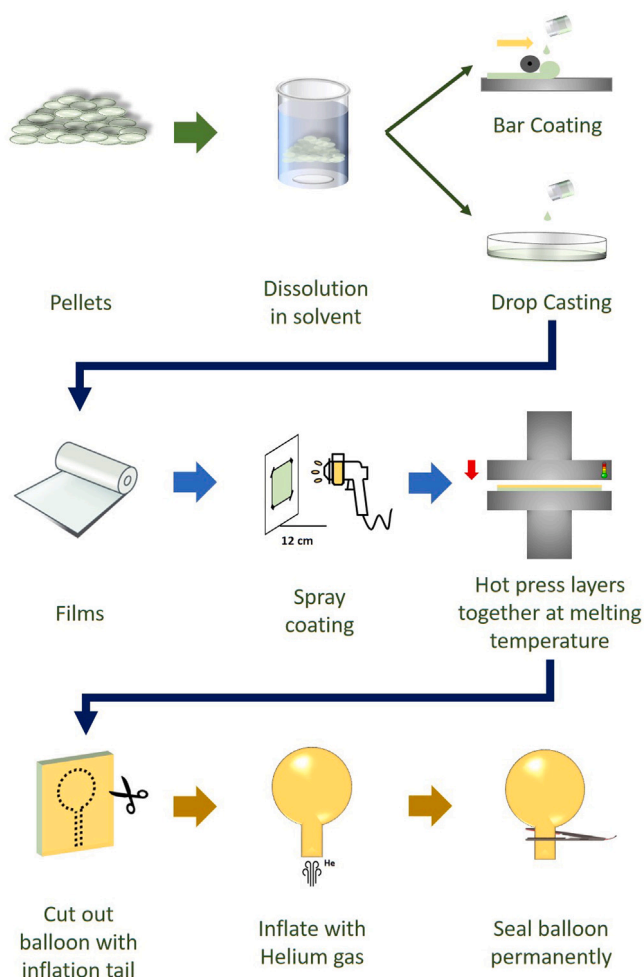 Bar Coating
Pellets
Dissolution
in solvent
Drop Casting
12 cm
Films
Spray
coating
Hot press layers
together at melting
temperature
He
Cut out
balloon with
inflation tail
Inflate with
Helium gas
Seal balloon
permanently